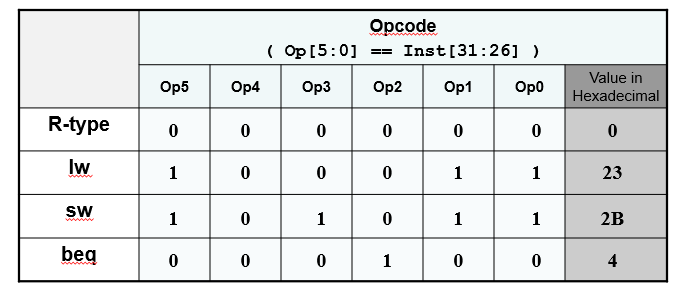 Opcode
( Op[5:0] == Inst[31:26] )
Op5 Op4 Op3 Op2 Op1 Op0 Value in Hexadecimal
R-type 0 0 0 0 0 0 0
lw 1 0 0 0 1 1 23
sw 1 0 1 0 1 1 2B
beq 0 0 0 1 0 0 4